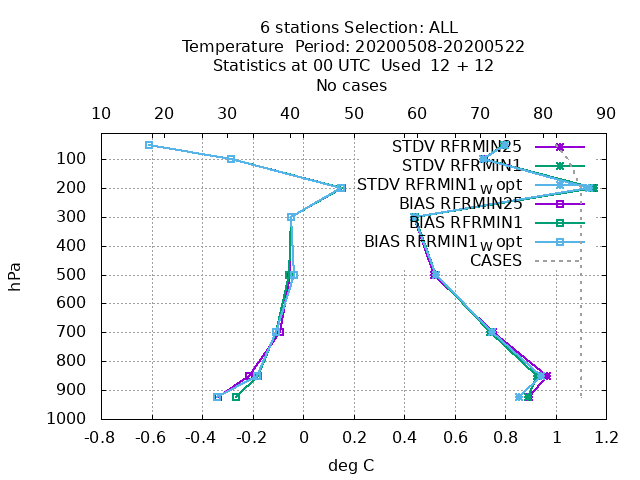 6 stations Selection: ALL
Temperature  Period: 20200508-20200522
Statistics at 00 UTC  Used  12 + 12
No cases
10 20 30 40 50 60 70 80 90
STDV RFRMIN25
STDV RFRMIN1
STDV RFRMIN1w opt
BIAS RFRMIN25
BIAS RFRMIN1
BIAS RFRMIN1w opt
CASES
hPa
100
200
300
400
500
600
700
800
900
1000
-0.8 -0.6 -0.4 -0.2 0 0.2 0.4 0.6 0.8 1 1.2
deg C